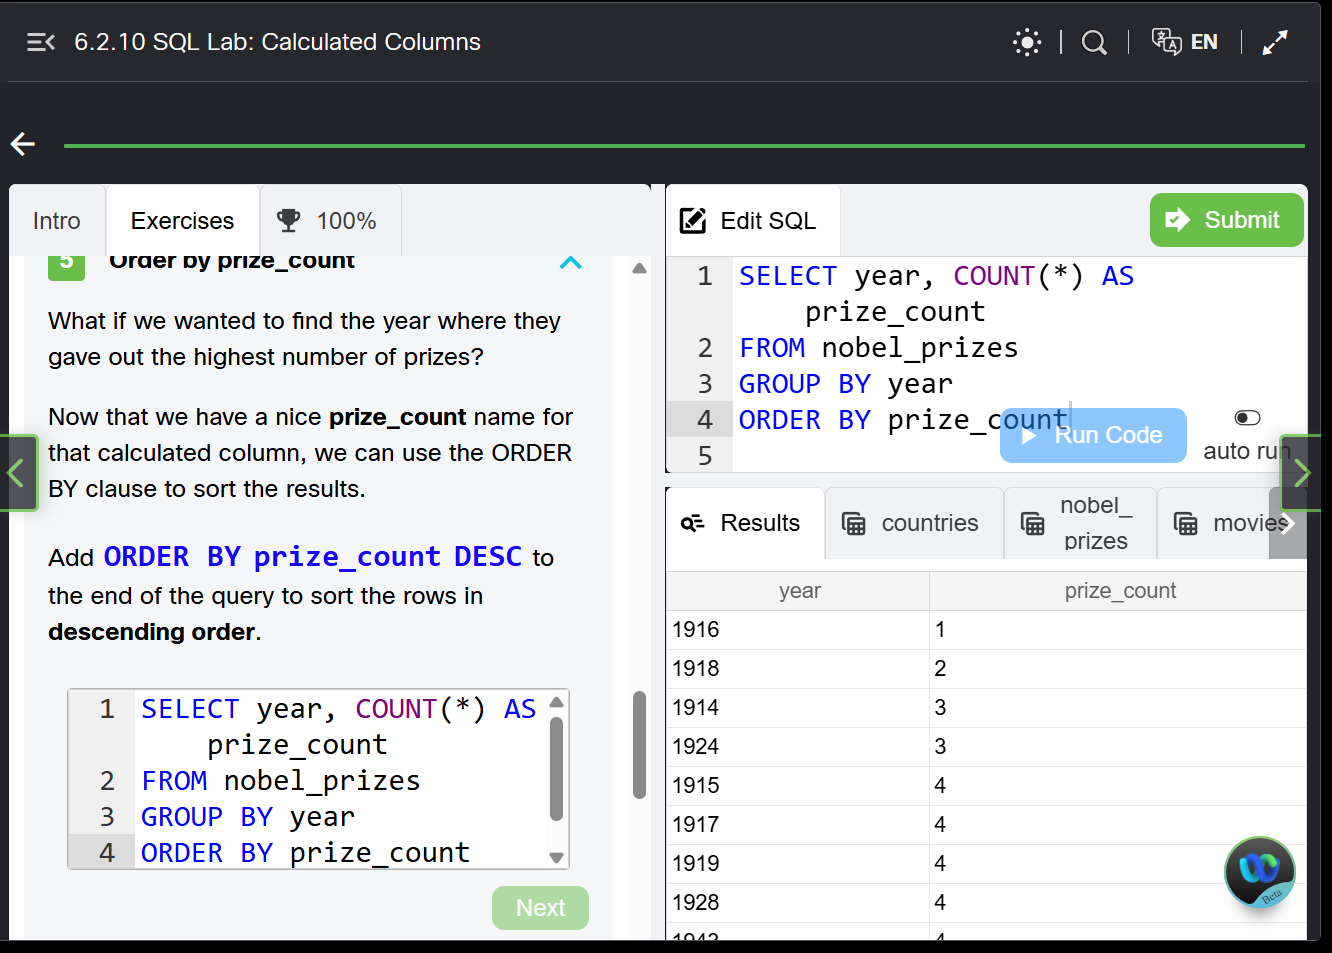 6.2.10 SQL Lab: Calculated Columns
EN
Intro
Exercises
100%
5
Order by prize_count
What if we wanted to find the year where they
gave out the highest number of prizes?
Now that we have a nice prize_count name for
that calculated column, we can use the ORDER
BY clause to sort the results.
Add ORDER BY prize_count DESC to
the end of the query to sort the rows in
descending order.
1 SELECT year, COUNT(*) AS
prize_count
2 FROM nobel_prizes
3 GROUP BY year
4 ORDER BY prize_count
Next
Edit SQL
Submit
1 SELECT year, COUNT(*) AS
prize_count
2 FROM nobel_prizes
3 GROUP BY year
4 ORDER BY prize_count
5
Run Code
auto run
Results
countries
nobel_
prizes
movies
year prize_count
1916 1
1918 2
1914 3
1924 3
1915 4
1917 4
1919 4
1928 4
1942 4
Beta